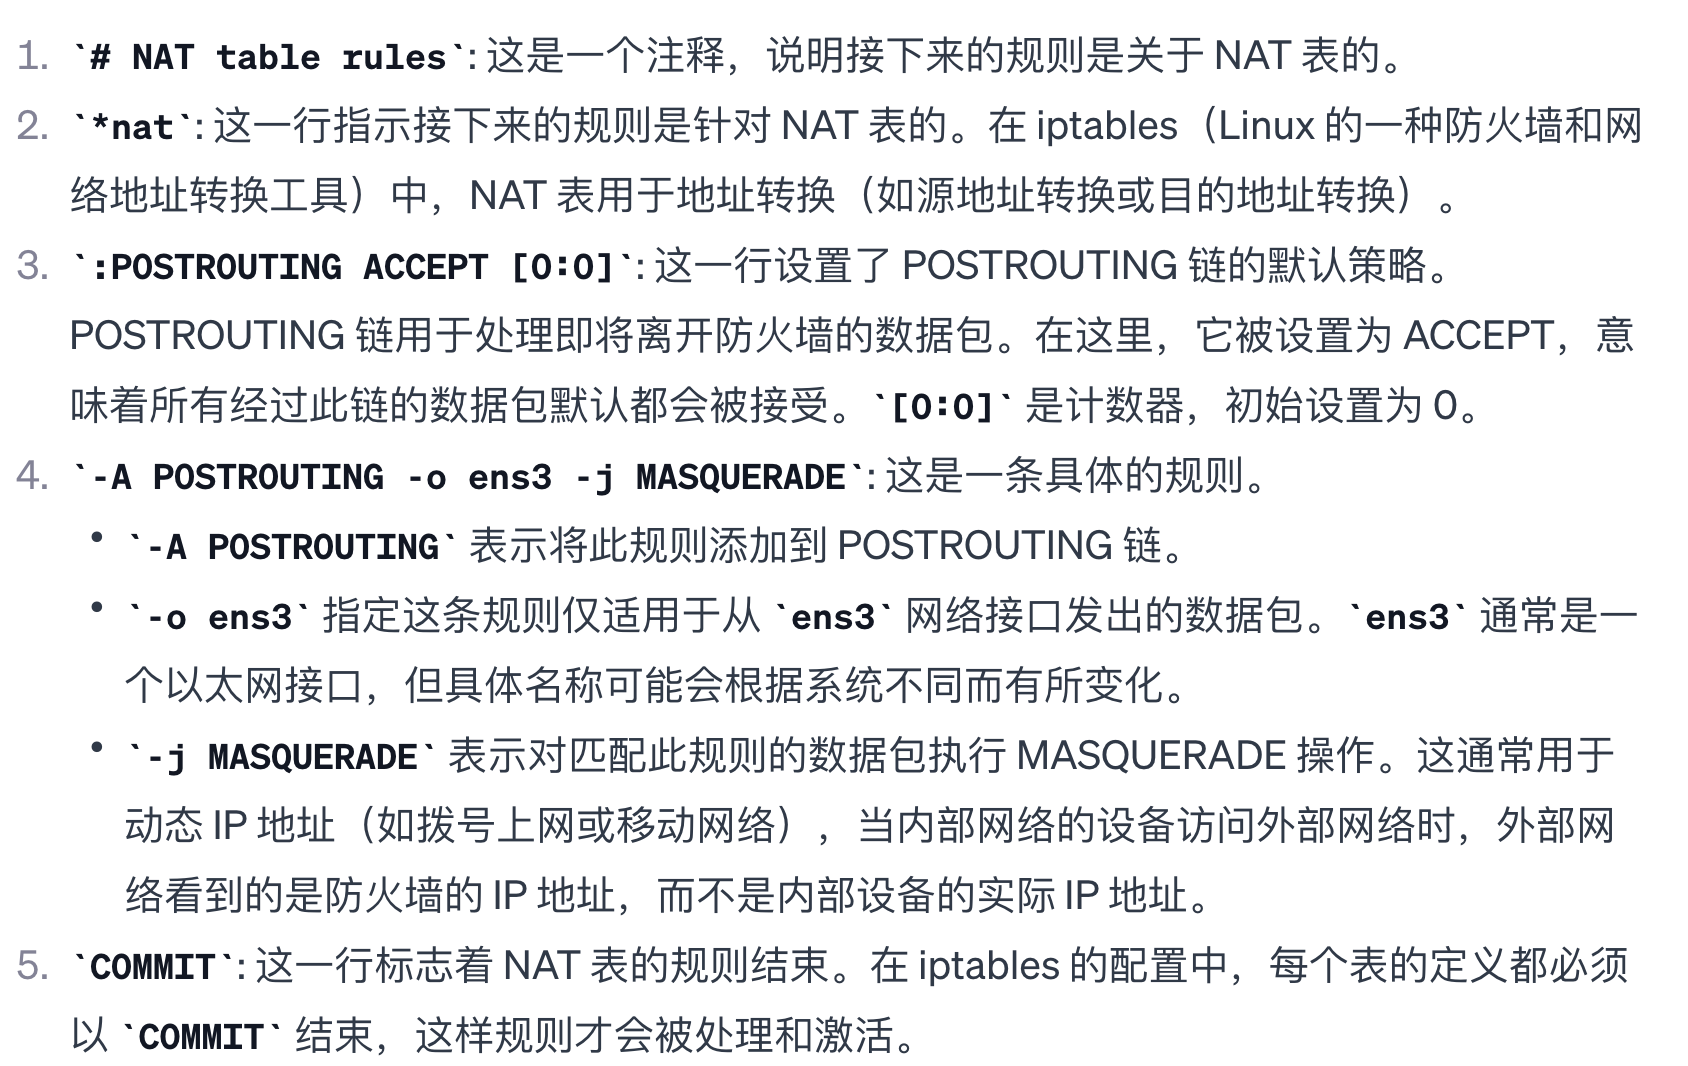 1. `# NAT table rules`: 这是一个注释，说明接下来的规则是关于 NAT 表的。
2. `*nat`: 这一行指示接下来的规则是针对 NAT 表的。在 iptables（Linux 的一种防火墙和网
络地址转换工具）中，NAT 表用于地址转换（如源地址转换或目的地址转换）。
3. `:POSTROUTING ACCEPT [0:0]`: 这一行设置了 POSTROUTING 链的默认策略。
POSTROUTING 链用于处理即将离开防火墙的数据包。在这里，它被设置为 ACCEPT，意
味着所有经过此链的数据包默认都会被接受。`[0:0]` 是计数器，初始设置为 0。
4. `-A POSTROUTING -o ens3 -j MASQUERADE`: 这是一条具体的规则。
• `-A POSTROUTING` 表示将此规则添加到 POSTROUTING 链。
• `-o ens3` 指定这条规则仅适用于从 `ens3` 网络接口发出的数据包。`ens3` 通常是一
个以太网接口，但具体名称可能会根据系统不同而有所变化。
• `-j MASQUERADE` 表示对匹配此规则的数据包执行 MASQUERADE 操作。这通常用于
动态 IP 地址（如拨号上网或移动网络），当内部网络的设备访问外部网络时，外部网
络看到的是防火墙的 IP 地址，而不是内部设备的实际 IP 地址。
5. `COMMIT`: 这一行标志着 NAT 表的规则结束。在 iptables 的配置中，每个表的定义都必须
以 `COMMIT` 结束，这样规则才会被处理和激活。